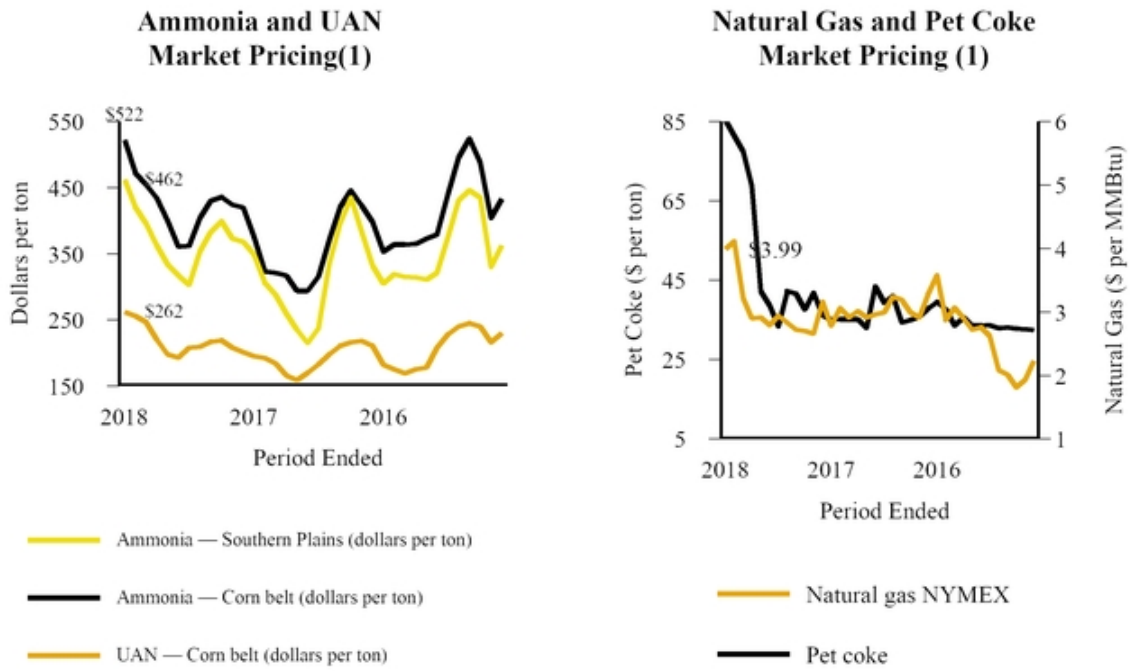 Ammonia and UAN
Market Pricing(1)
$522
550
450
350
250
150
$462
$262
Dollars per ton
2018
2017
2016
Period Ended
Ammonia — Southern Plains (dollars per ton)
Ammonia — Corn belt (dollars per ton)
UAN — Corn belt (dollars per ton)
Natural Gas and Pet Coke
Market Pricing (1)
85
65
45
25
5
Pet Coke ($ per ton)
$3.99
6
5
4
3
2
1
Natural Gas ($ per MMBtu)
2018
2017
2016
Period Ended
Natural gas NYMEX
Pet coke